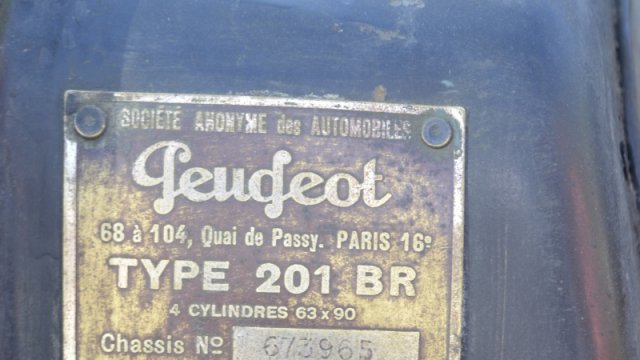 SOCIÉTÉ ANONYME des AUTOMOBILES
Peugeot
68 à 104, Quai de Passy. PARIS 16e
TYPE 201 BR
4 CYLINDRES 63 x 90
Chassis No 673965